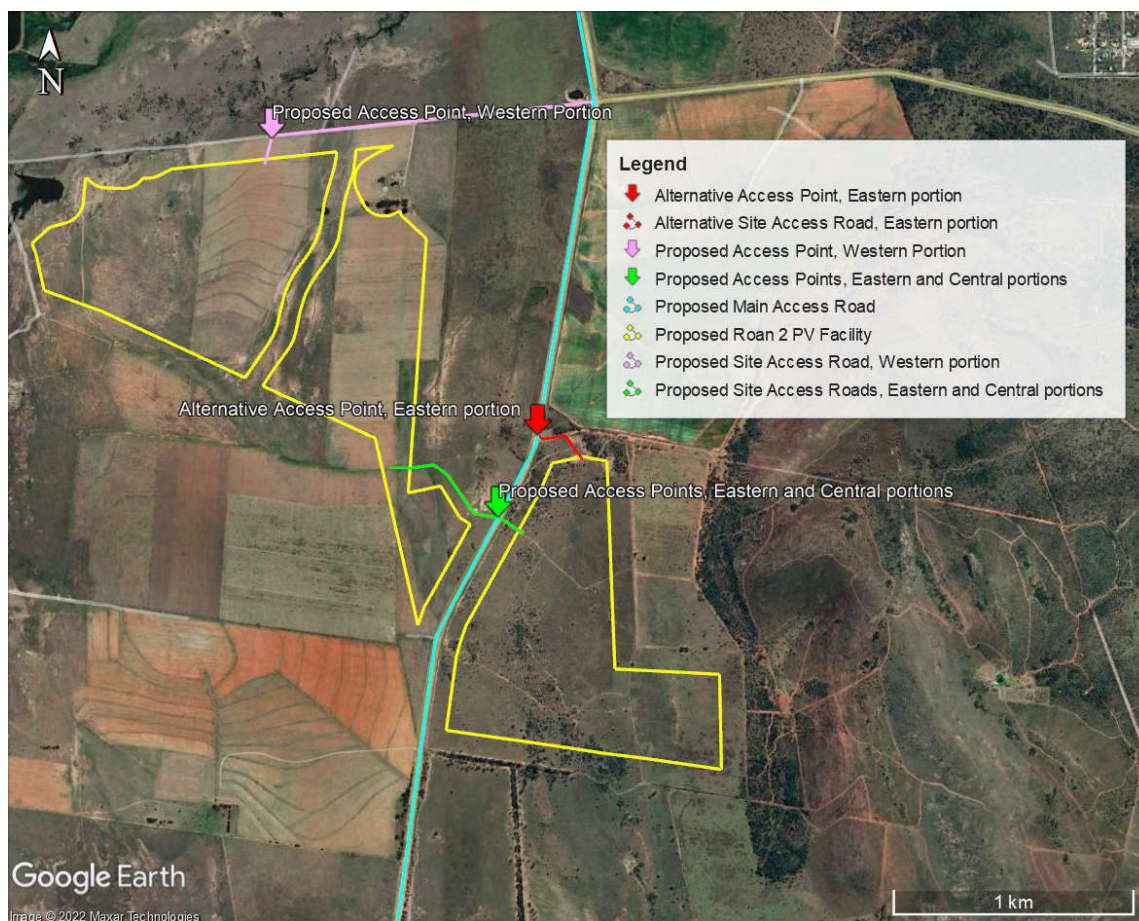 N
Proposed Access Point, Western Portion
Legend
Alternative Access Point, Eastern portion
Alternative Site Access Road, Eastern portion
Proposed Access Point, Western Portion
Proposed Access Points, Eastern and Central portions
Proposed Main Access Road
Proposed Roan 2 PV Facility
Proposed Site Access Road, Western portion
Proposed Site Access Roads, Eastern and Central portions
Alternative Access Point, Eastern portion
Proposed Access Points, Eastern and Central portions
Google Earth
Image © 2022 Maxar Technologies
1 km